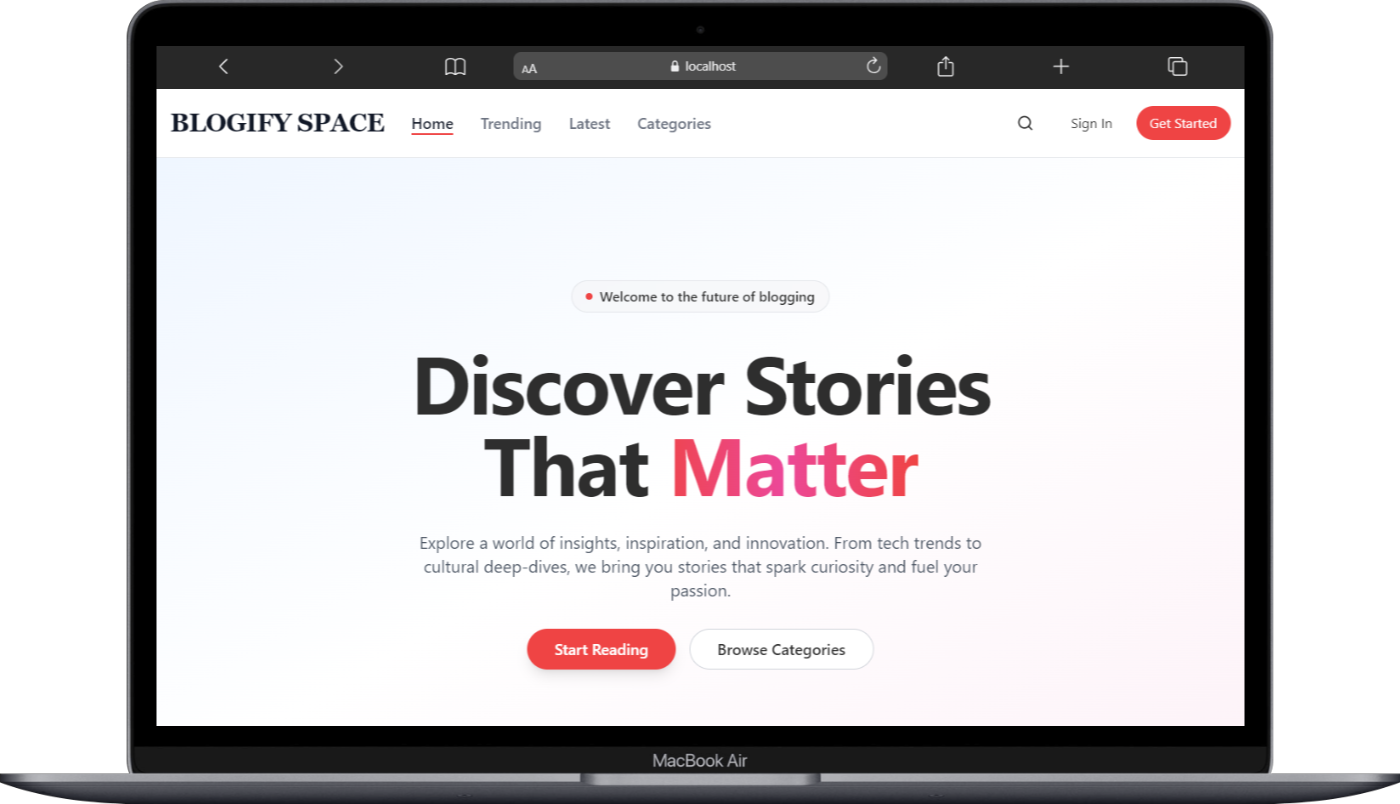 AA
localhost
BLOGIFY SPACE
Home
Trending
Latest
Categories
Sign In
Get Started
Welcome to the future of blogging
Discover Stories
That Matter
Explore a world of insights, inspiration, and innovation. From tech trends to
cultural deep-dives, we bring you stories that spark curiosity and fuel your
passion.
Start Reading
Browse Categories
MacBook Air